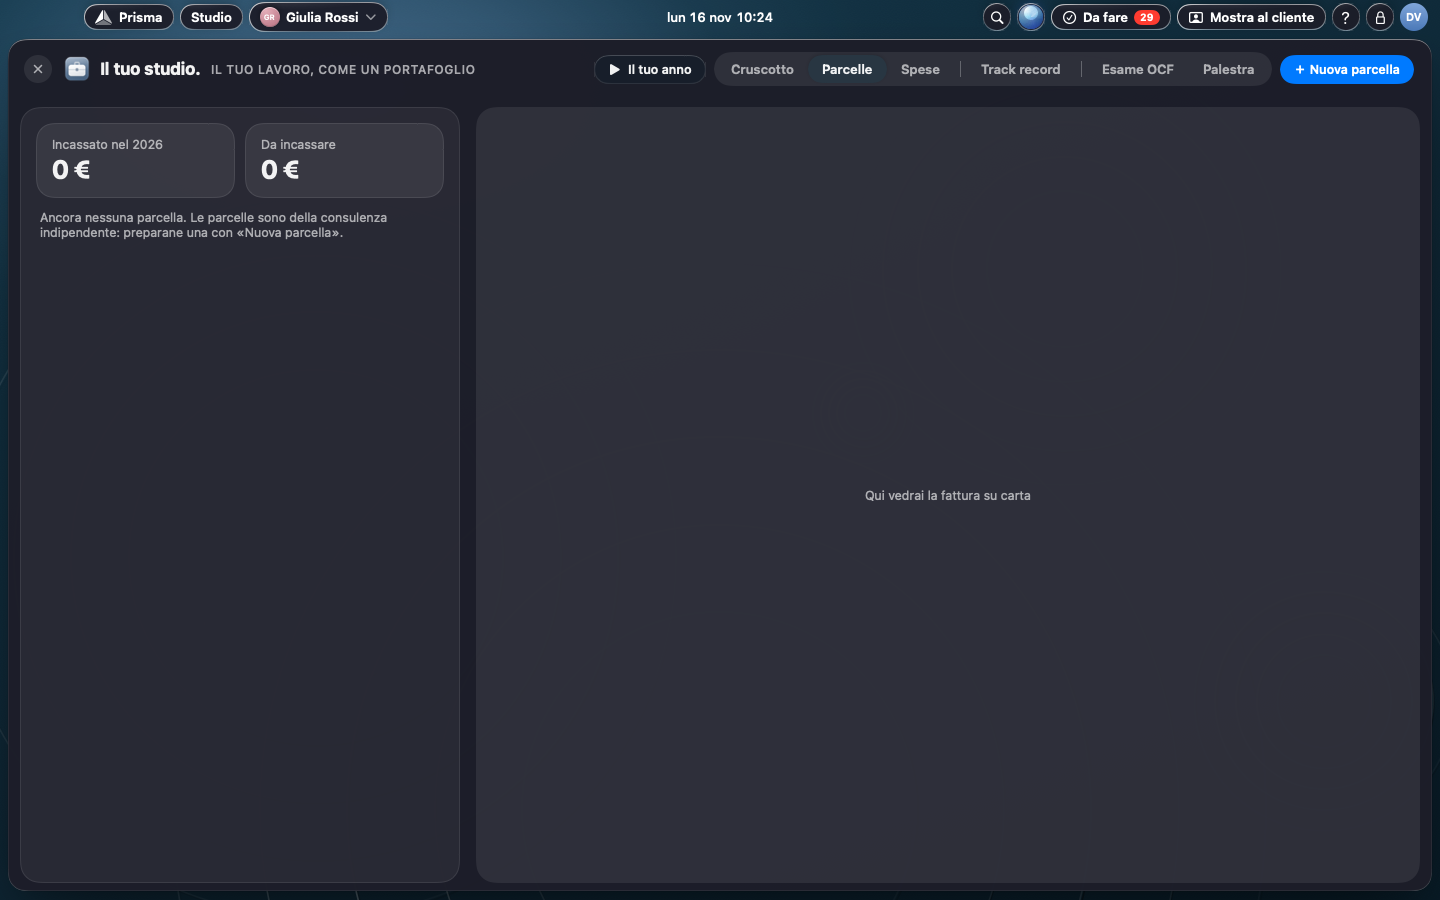 Prisma
Studio
GR
Giulia Rossi
lun 16 nov 10:24
Da fare 29
Mostra al cliente
?
DV
Il tuo studio.
IL TUO LAVORO, COME UN PORTAFOGLIO
Il tuo anno
Cruscotto
Parcelle
Spese
Track record
Esame OCF
Palestra
+ Nuova parcella
Incassato nel 2026
0 €
Da incassare
0 €
Ancora nessuna parcella. Le parcelle sono della consulenza
indipendente: preparane una con «Nuova parcella».
Qui vedrai la fattura su carta